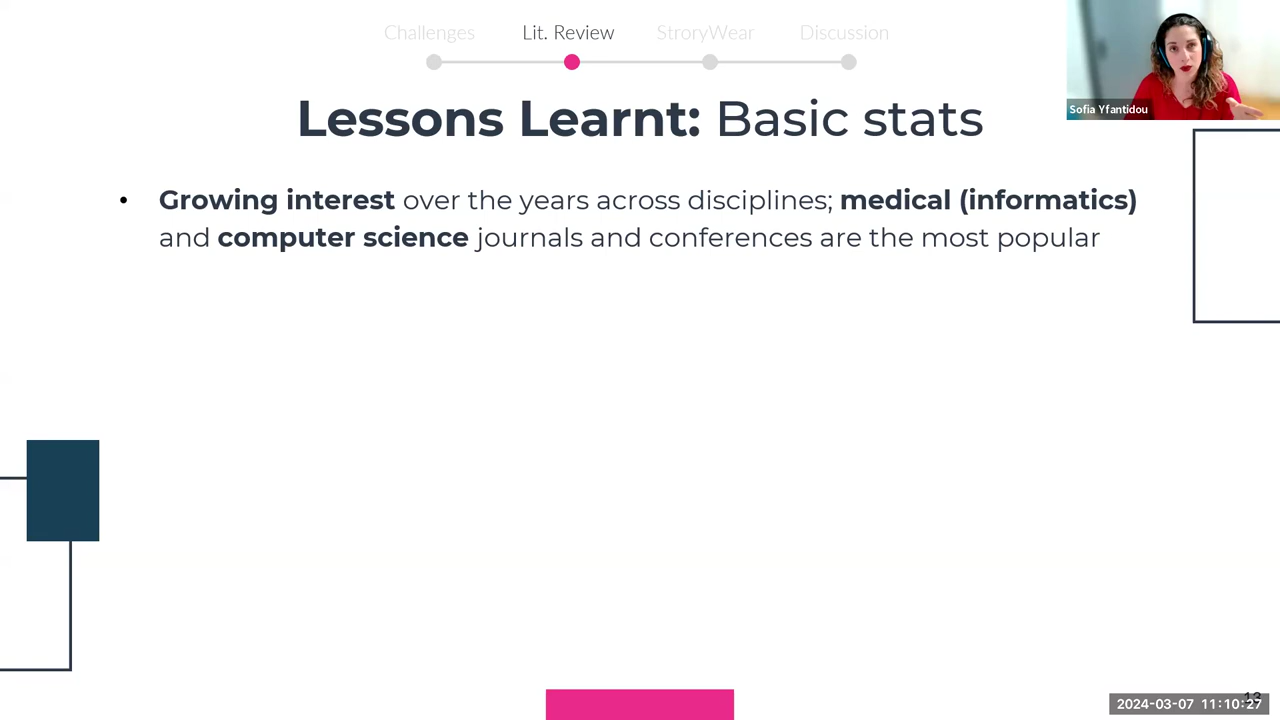 Challenges Lit. Review StroryWear Discussion
Sofia Yfantidou
Lessons Learnt: Basic stats
• Growing interest over the years across disciplines; medical (informatics)
and computer science journals and conferences are the most popular
2024-03-07 11:10:27